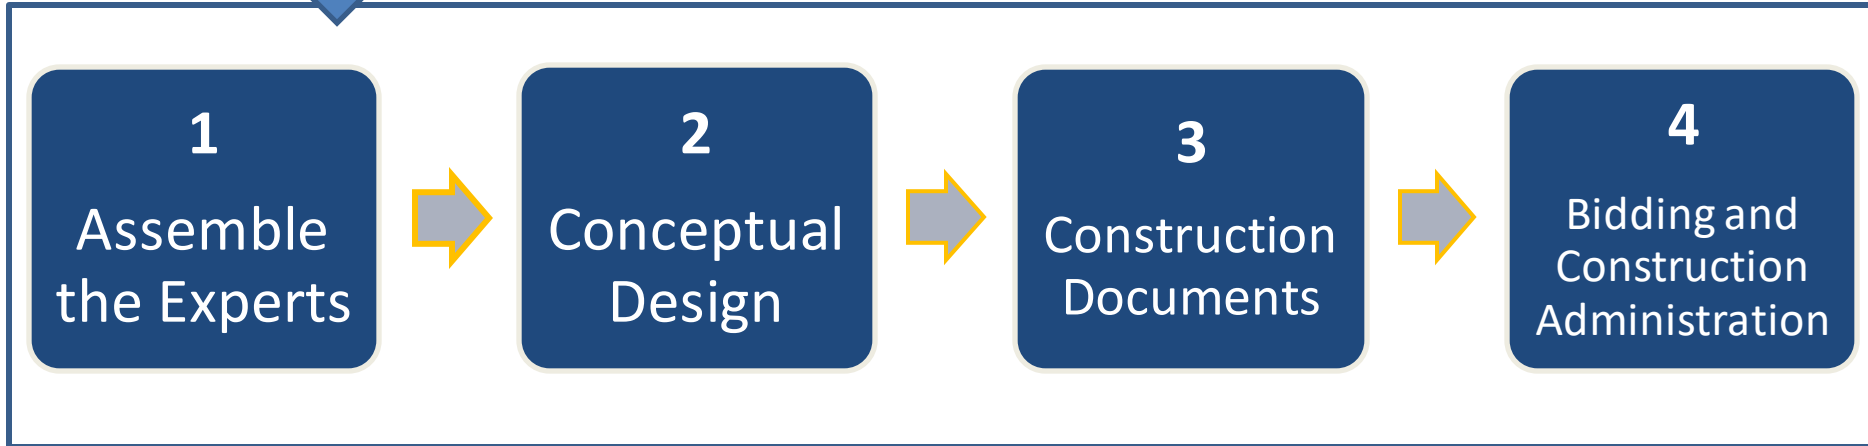 1
Assemble
the Experts
2
Conceptual
Design
3
Construction
Documents
4
Bidding and
Construction
Administration